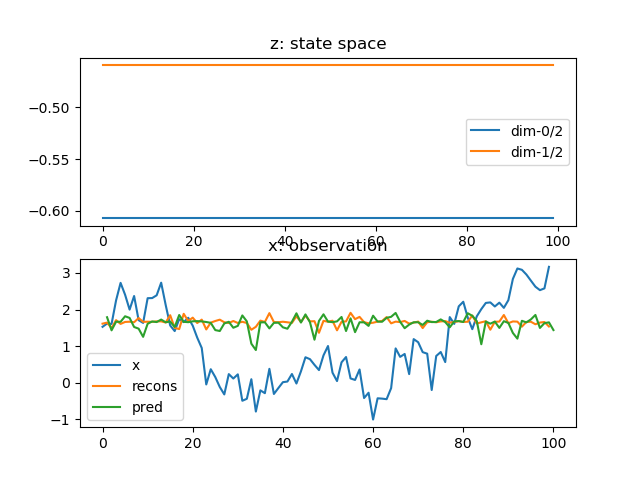 z: state space
−0.50
−0.55
−0.60
dim-0/2
dim-1/2
0 20 40 60 80 100
x: observation
3
2
1
0
−1
x
recons
pred
0 20 40 60 80 100